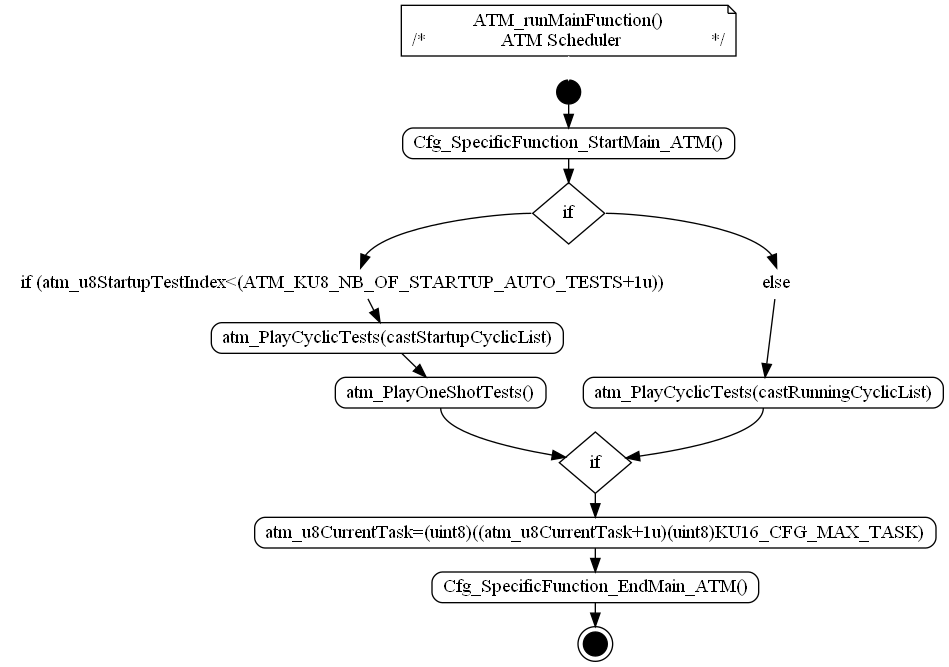 ATM_runMainFunction()
/* ATM Scheduler */
Cfg_SpecificFunction_StartMain_ATM()
if
if (atm_u8StartupTestIndex<(ATM_KU8_NB_OF_STARTUP_AUTO_TESTS+1u))
else
atm_PlayCyclicTests(castStartupCyclicList)
atm_PlayOneShotTests()
atm_PlayCyclicTests(castRunningCyclicList)
if
atm_u8CurrentTask=(uint8)((atm_u8CurrentTask+1u)(uint8)KU16_CFG_MAX_TASK)
Cfg_SpecificFunction_EndMain_ATM()